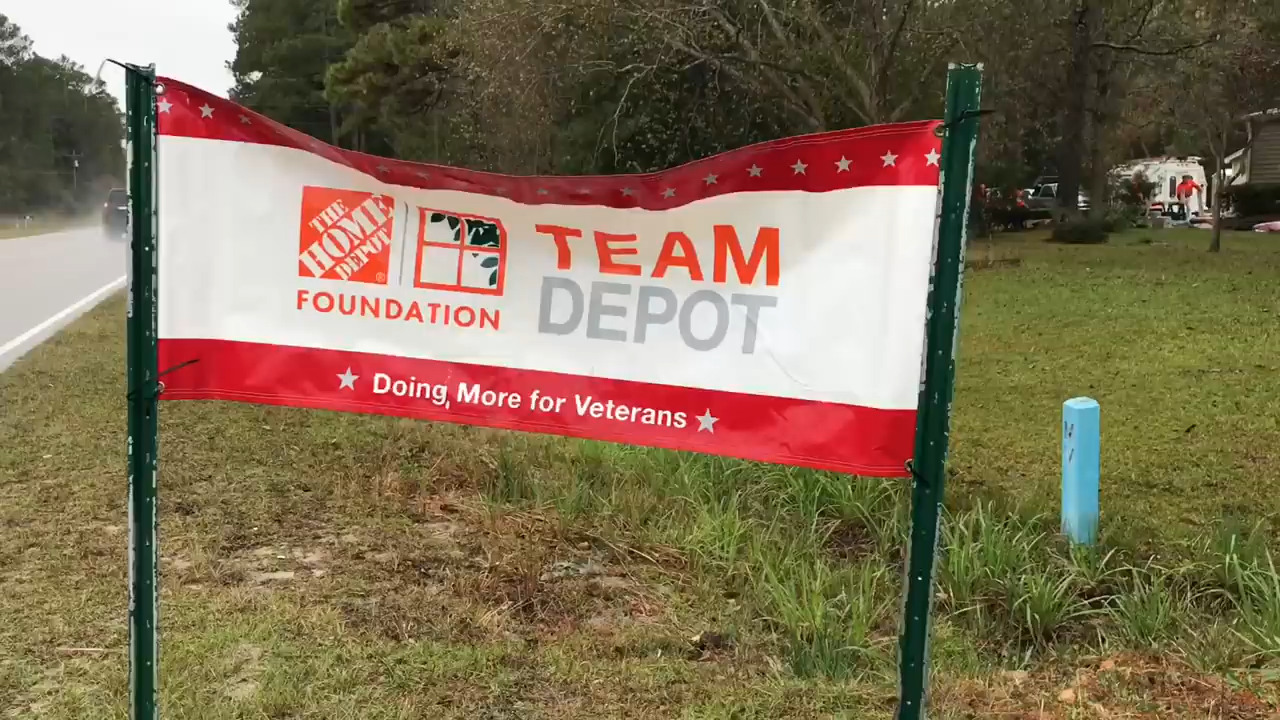 THE
HOME
DEPOT
FOUNDATION
TEAM
DEPOT
Doing More for Veterans